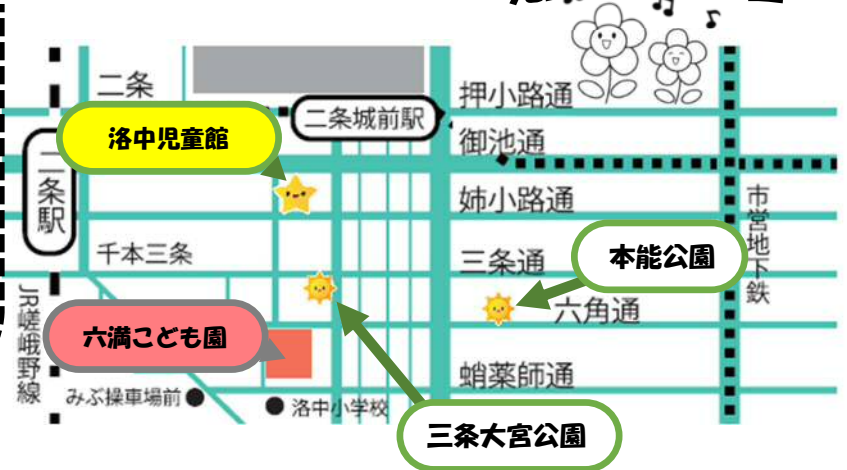 二条
押小路通
洛中児童館
二条城前駅
御池通
二条駅
姉小路通
市営地下鉄
千本三条
三条通
本能公園
JR嵯峨野線
六満こども園
六角通
みぶ操車場前
洛中小学校
蛸薬師通
三条大宮公園